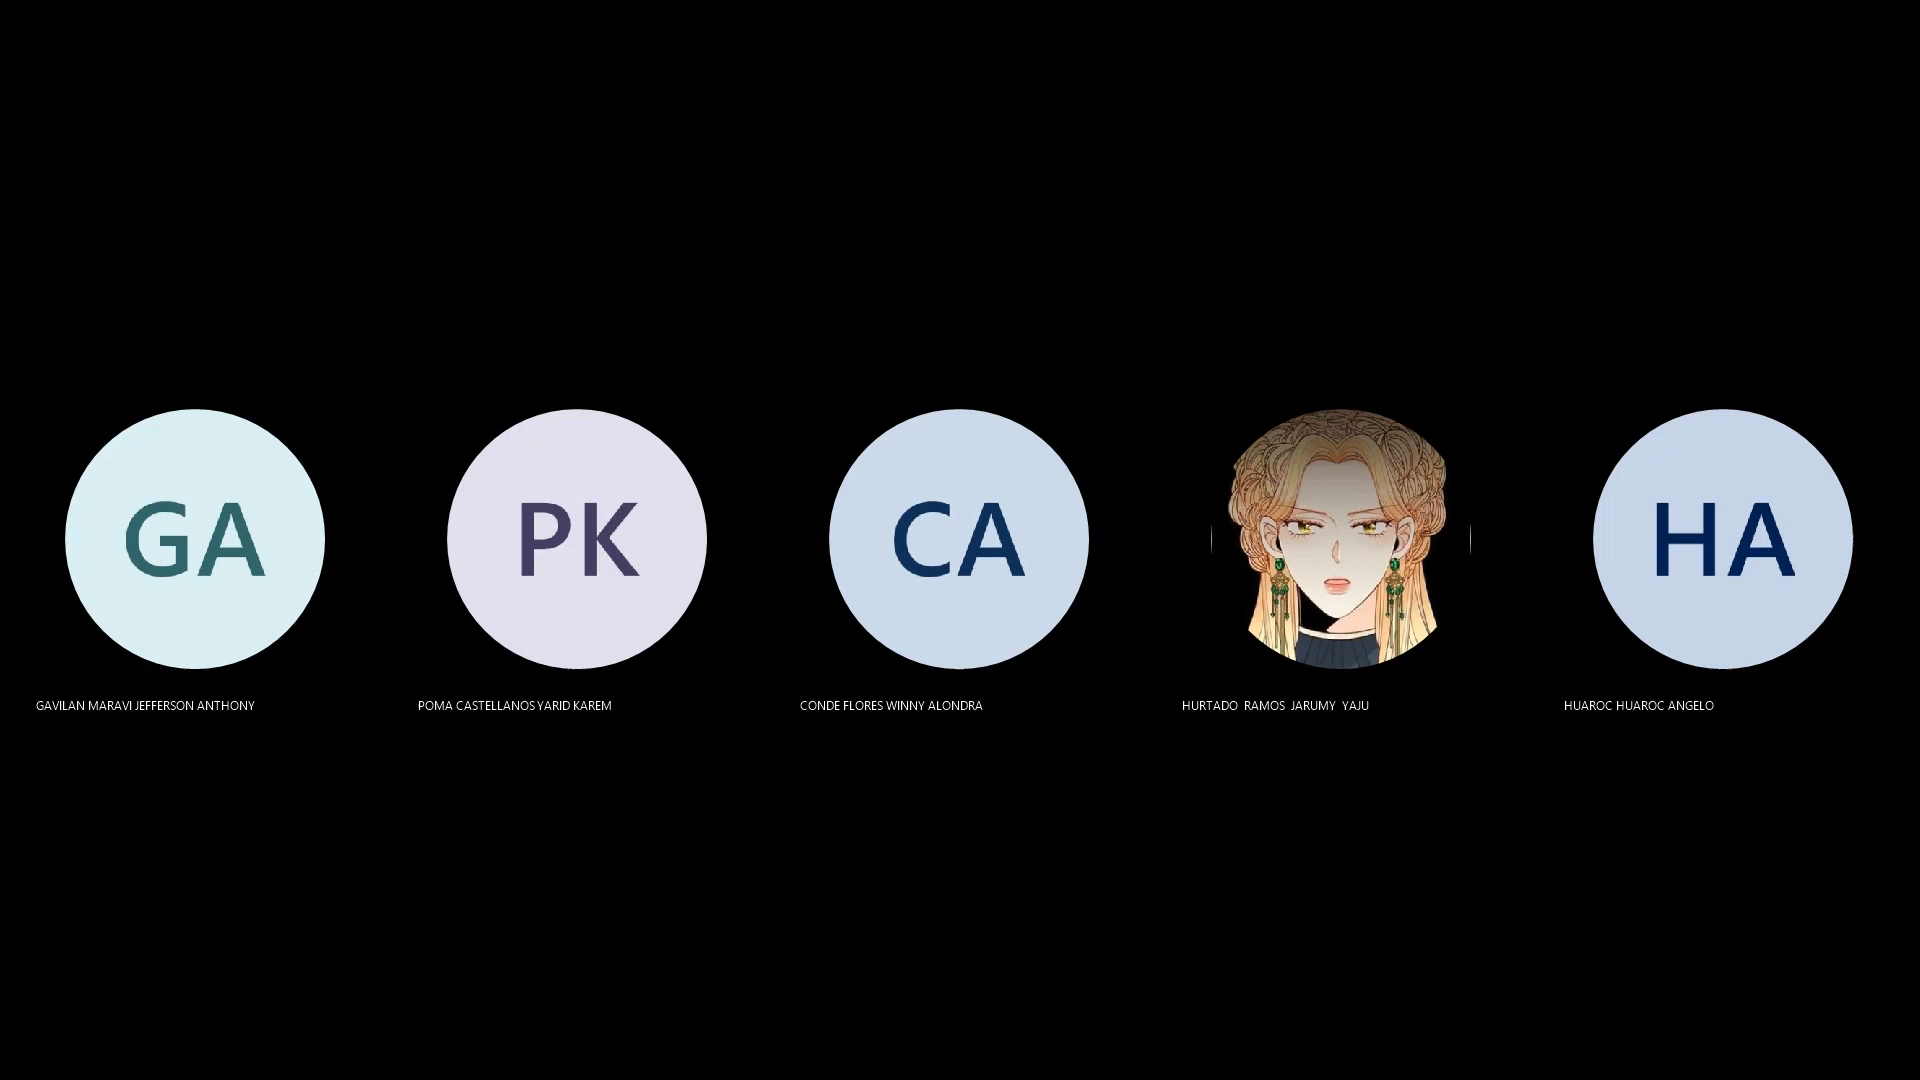 GA
PK
CA
HA
GAVILAN MARAVI JEFFERSON ANTHONY
POMA CASTELLANOS YARID KAREM
CONDE FLORES WINNY ALONDRA
HURTADO RAMOS JARUMY YAJU
HUAROC HUAROC ANGELO